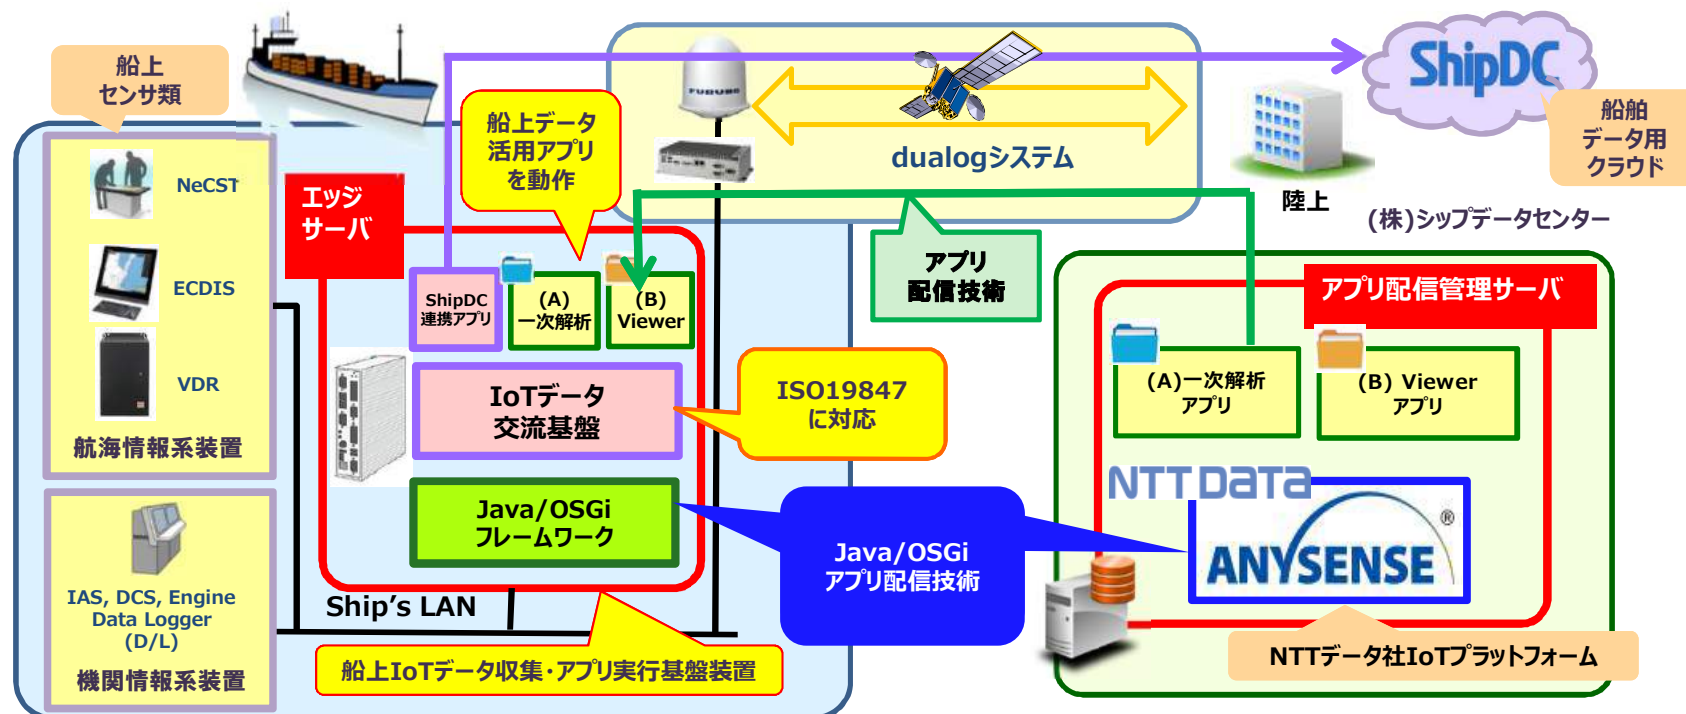 船上
センサ類
NeCST
ECDIS
VDR
航海情報系装置
IAS, DCS, Engine
Data Logger
(D/L)
機関情報系装置
エッジ
サーバ
船上データ
活用アプリ
を動作
ShipDC
連携アプリ
(A)
一次解析
(B)
Viewer
IoTデータ
交流基盤
Java/OSGi
フレームワーク
Ship's LAN
船上IoTデータ収集・アプリ実行基盤装置
FURUNO
dualogシステム
アプリ
配信技術
ISO19847
に対応
Java/OSGi
アプリ配信技術
陸上
ShipDC
船舶
データ用
クラウド
(株)シップデータセンター
アプリ配信管理サーバ
(A)一次解析
アプリ
(B) Viewer
アプリ
NTT DATA
ANYSENSE®
NTTデータ社IoTプラットフォーム